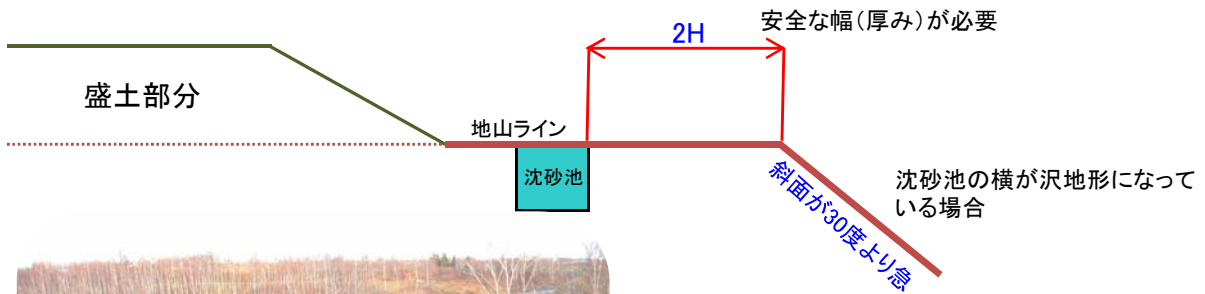 安全な幅(厚み)が必要
2H
盛土部分
地山ライン
沈砂池
斜面が30度より急
沈砂池の横が沢地形になって
いる場合